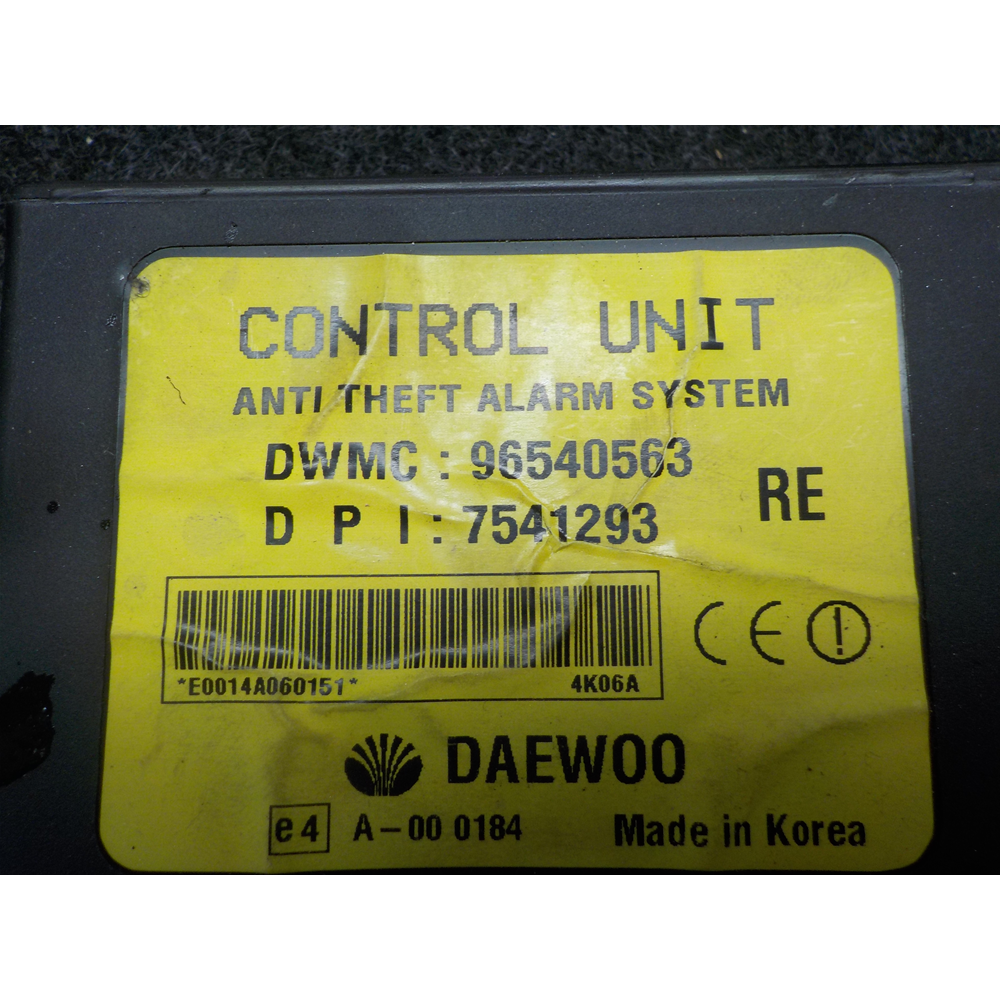 CONTROL UNIT
ANTI THEFT ALARM SYSTEM
DWMC : 96540563
D P I : 7541293
RE
*E0014A060151* 4K06A
CE
DAEWOO
e4 A-00 0184 Made in Korea